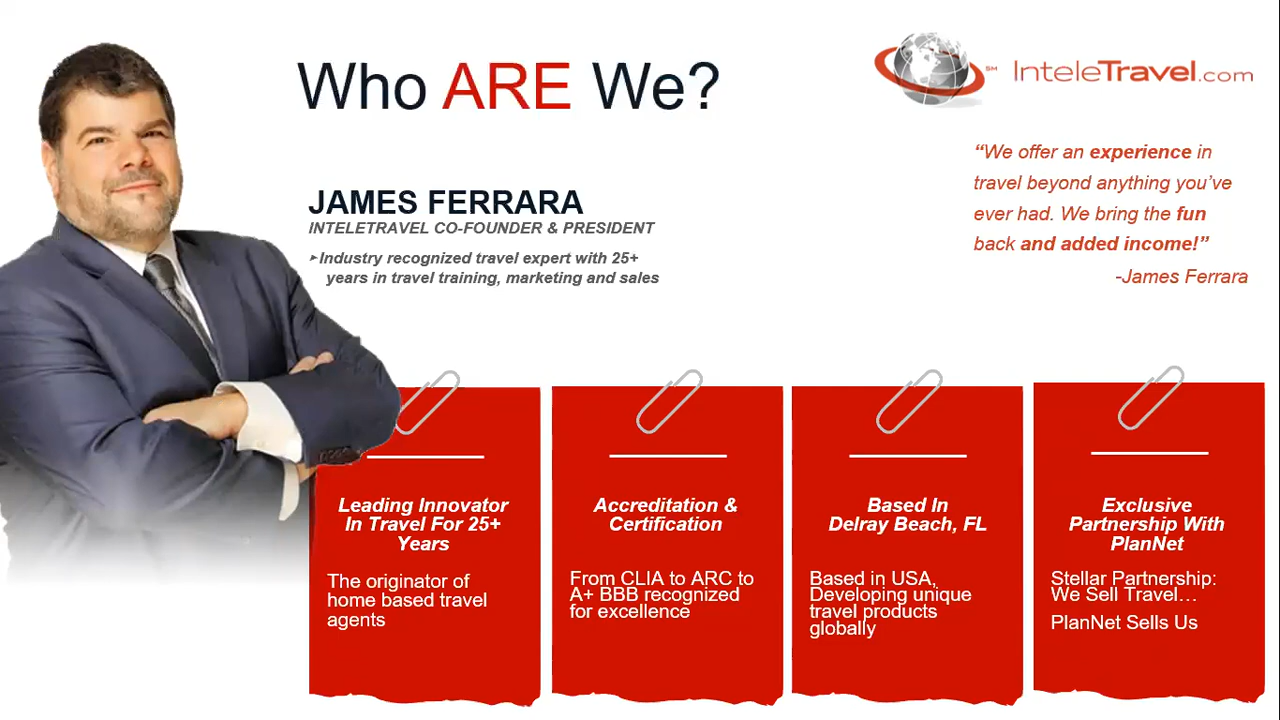 Who ARE We?
SM InteleTravel.com
“We offer an experience in
travel beyond anything you’ve
ever had. We bring the fun
back and added income!”
-James Ferrara
JAMES FERRARA
INTELETRAVEL CO-FOUNDER & PRESIDENT
▸Industry recognized travel expert with 25+
years in travel training, marketing and sales
Leading Innovator
In Travel For 25+
Years
The originator of
home based travel
agents
Accreditation &
Certification
From CLIA to ARC to
A+ BBB recognized
for excellence
Based In
Delray Beach, FL
Based in USA,
Developing unique
travel products
globally
Exclusive
Partnership With
PlanNet
Stellar Partnership:
We Sell Travel…
PlanNet Sells Us